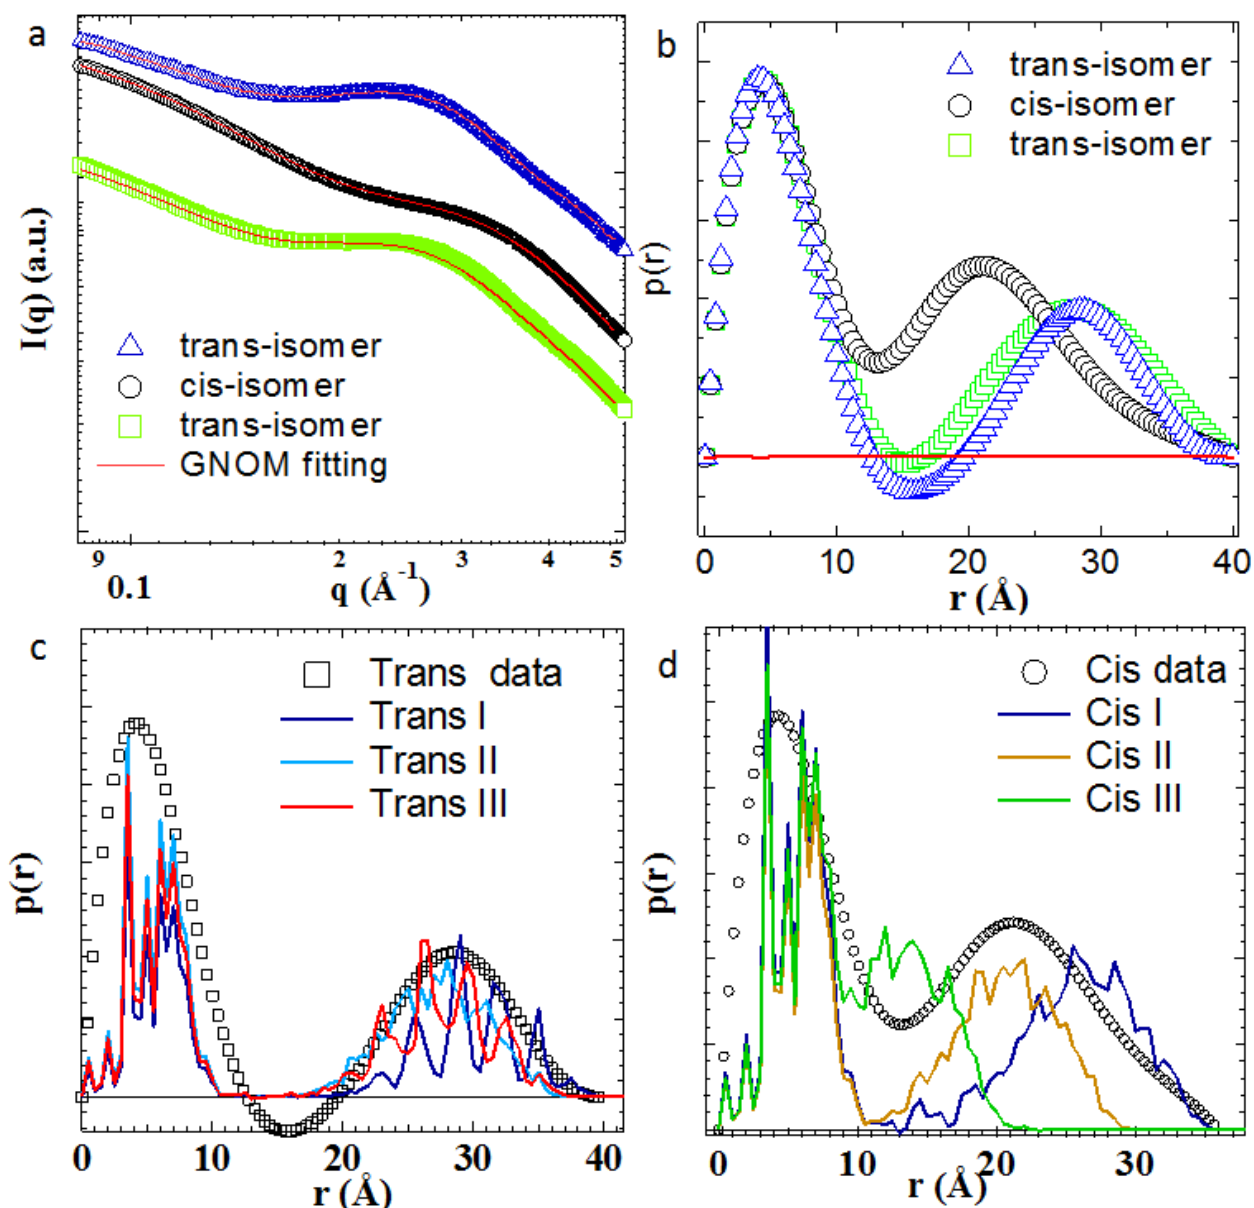 a
I(q) (a.u.)
trans-isomer
cis-isomer
trans-isomer
GNOM fitting
9
2
3
4
5
0.1
q (Å⁻¹)
b
p(r)
trans-isomer
cis-isomer
trans-isomer
0
10
20
30
40
r (Å)
c
p(r)
Trans data
Trans I
Trans II
Trans III
0
10
20
30
40
r (Å)
d
p(r)
Cis data
Cis I
Cis II
Cis III
0
10
20
30
r (Å)